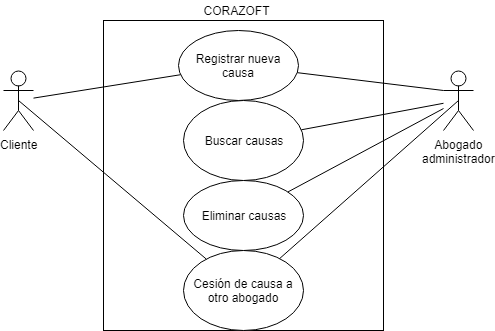 CORAZOFT
Registrar nueva
causa
Buscar causas
Cliente
Abogado
administrador
Eliminar causas
Cesión de causa a
otro abogado